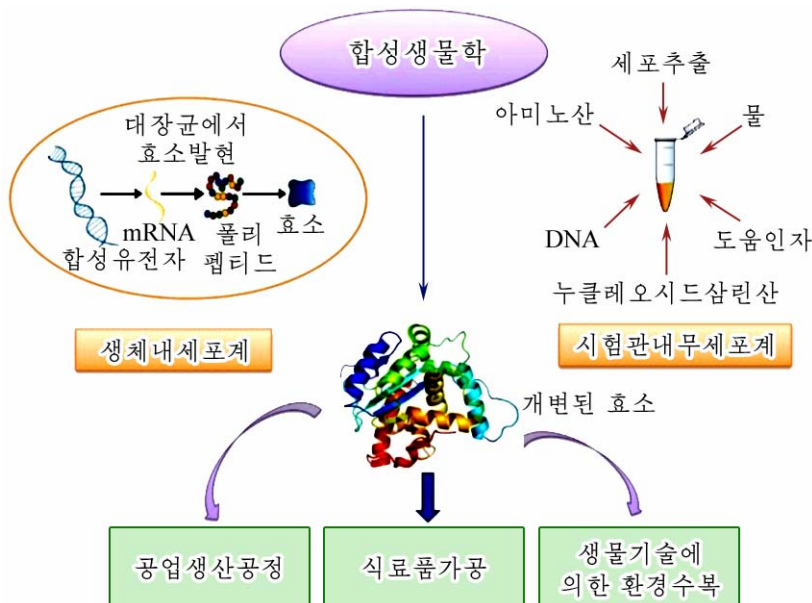 합성생물학
대장균에서
효소발현
mRNA
폴리
펩티드
효소
합성유전자
생체내세포계
세포추출
아미노산
물
DNA
도움인자
누클레오시드삼린산
시험관내무세포계
개변된 효소
공업생산공정
식료품가공
생물기술에
의한 환경수복